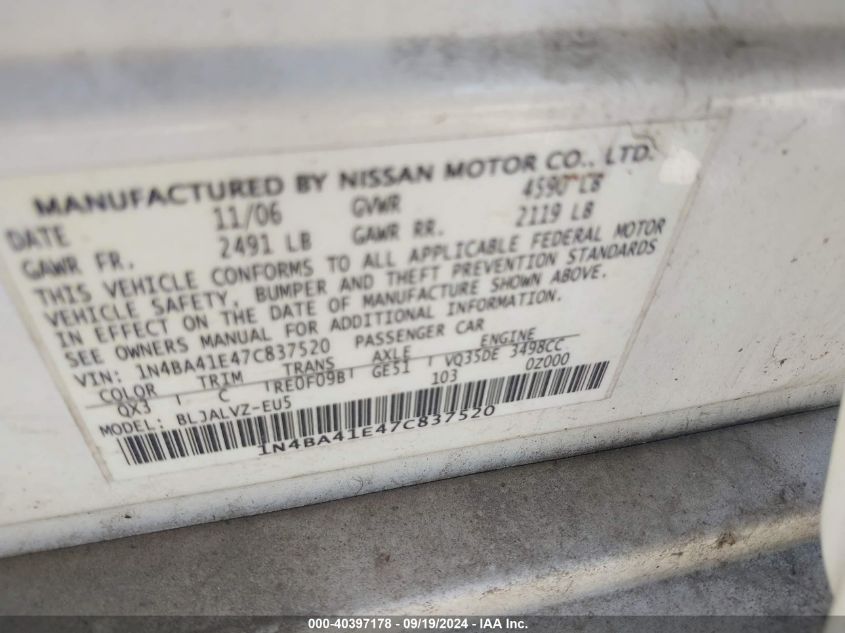 MANUFACTURED BY NISSAN MOTOR CO., LTD.
DATE 11/06 GVWR 4590 LB
GAWR FR. 2491 LB GAWR RR. 2119 LB
THIS VEHICLE CONFORMS TO ALL APPLICABLE FEDERAL MOTOR
VEHICLE SAFETY, BUMPER AND THEFT PREVENTION STANDARDS
IN EFFECT ON THE DATE OF MANUFACTURE SHOWN ABOVE.
SEE OWNERS MANUAL FOR ADDITIONAL INFORMATION.
VIN: 1N4BA41E47C837520 PASSENGER CAR
COLOR TRIM TRANS AXLE ENGINE
QX3 C RE0F09B GE51 VQ35DE 3498CC
MODEL: BLJALVZ-EU5 103 0Z000
1N4BA41E47C837520
000-40397178 - 09/19/2024 - IAA Inc.